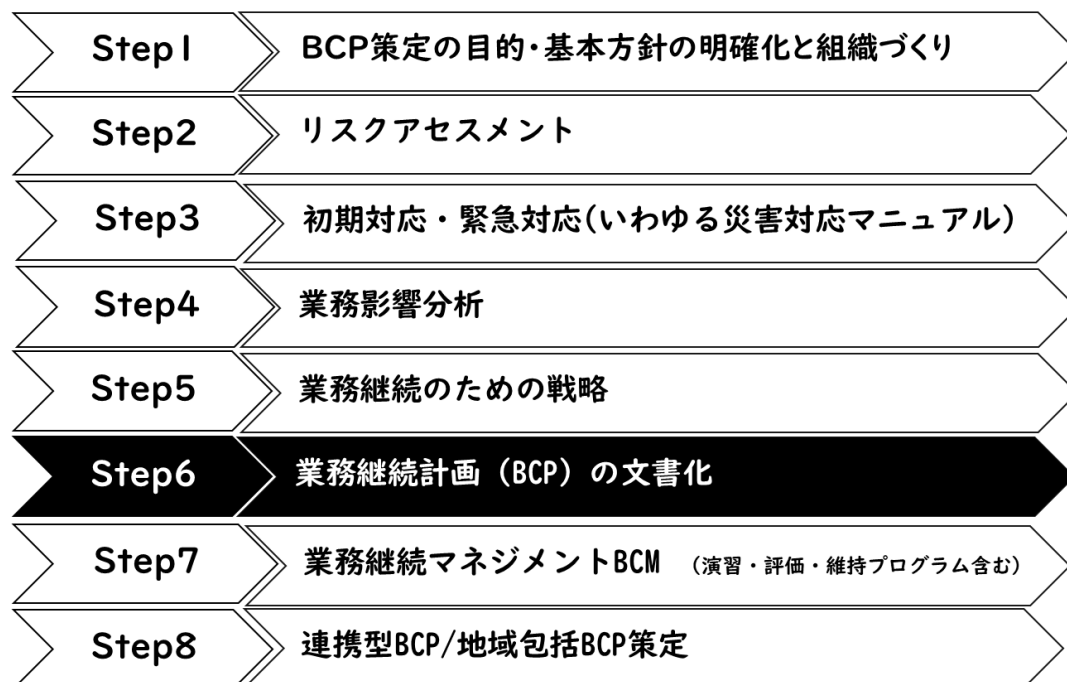 Step1 BCP策定の目的・基本方針の明確化と組織づくり
Step2 リスクアセスメント
Step3 初期対応・緊急対応(いわゆる災害対応マニュアル)
Step4 業務影響分析
Step5 業務継続のための戦略
Step6 業務継続計画（BCP）の文書化
Step7 業務継続マネジメントBCM （演習・評価・維持プログラム含む）
Step8 連携型BCP/地域包括BCP策定